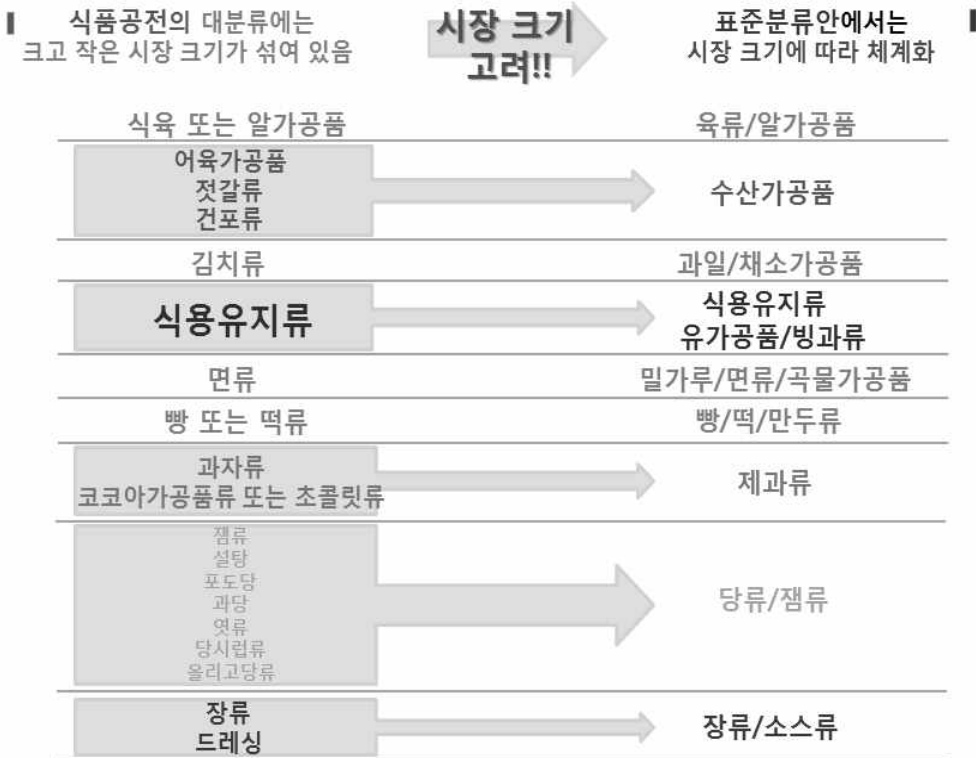 식품공전의 대분류에는
크고 작은 시장 크기가 섞여 있음
시장 크기
고려!!
표준분류안에서는
시장 크기에 따라 체계화
식육 또는 알가공품
육류/알가공품
어육가공품
젓갈류
건포류
수산가공품
김치류
과일/채소가공품
식용유지류
식용유지류
유가공품/빙과류
면류
밀가루/면류/곡물가공품
빵 또는 떡류
빵/떡/만두류
과자류
코코아가공품류 또는 초콜릿류
제과류
잼류
설탕
포도당
과당
엿류
당시럽류
올리고당류
당류/잼류
장류
드레싱
장류/소스류